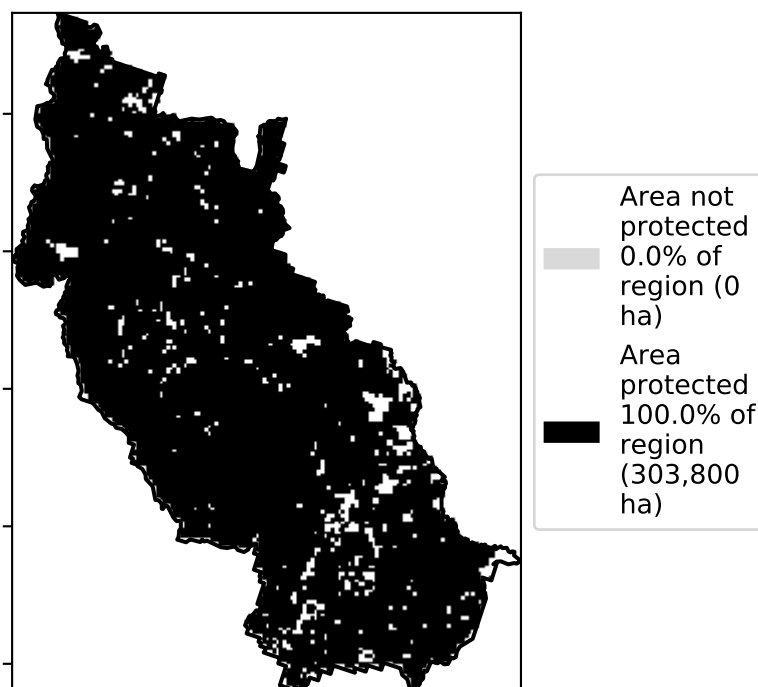 Area not
protected
0.0% of
region (0
ha)
Area
protected
100.0% of
region
(303,800
ha)